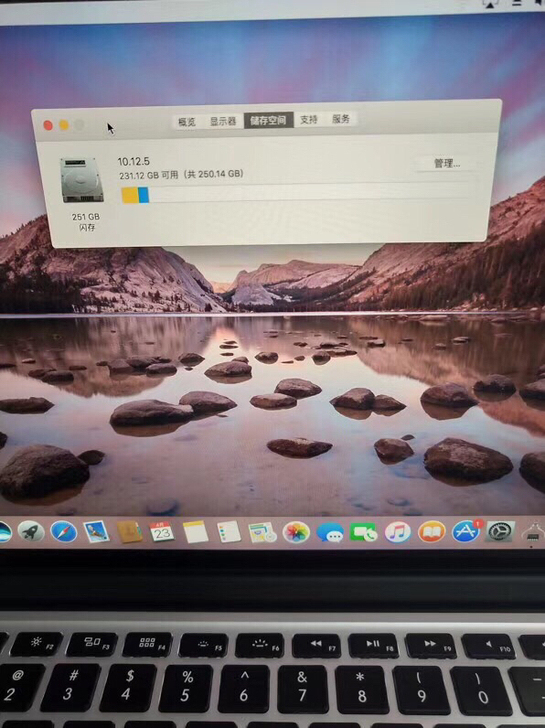 概览 显示器 储存空间 支持 服务
10.12.5
231.12 GB 可用（共 250.14 GB）
管理...
251 GB
闪存
23
1
F2 F3 F4 F5 F6 F7 F8 F9 F10
@ # $ % ^ & * ( )
2 3 4 5 6 7 8 9 0